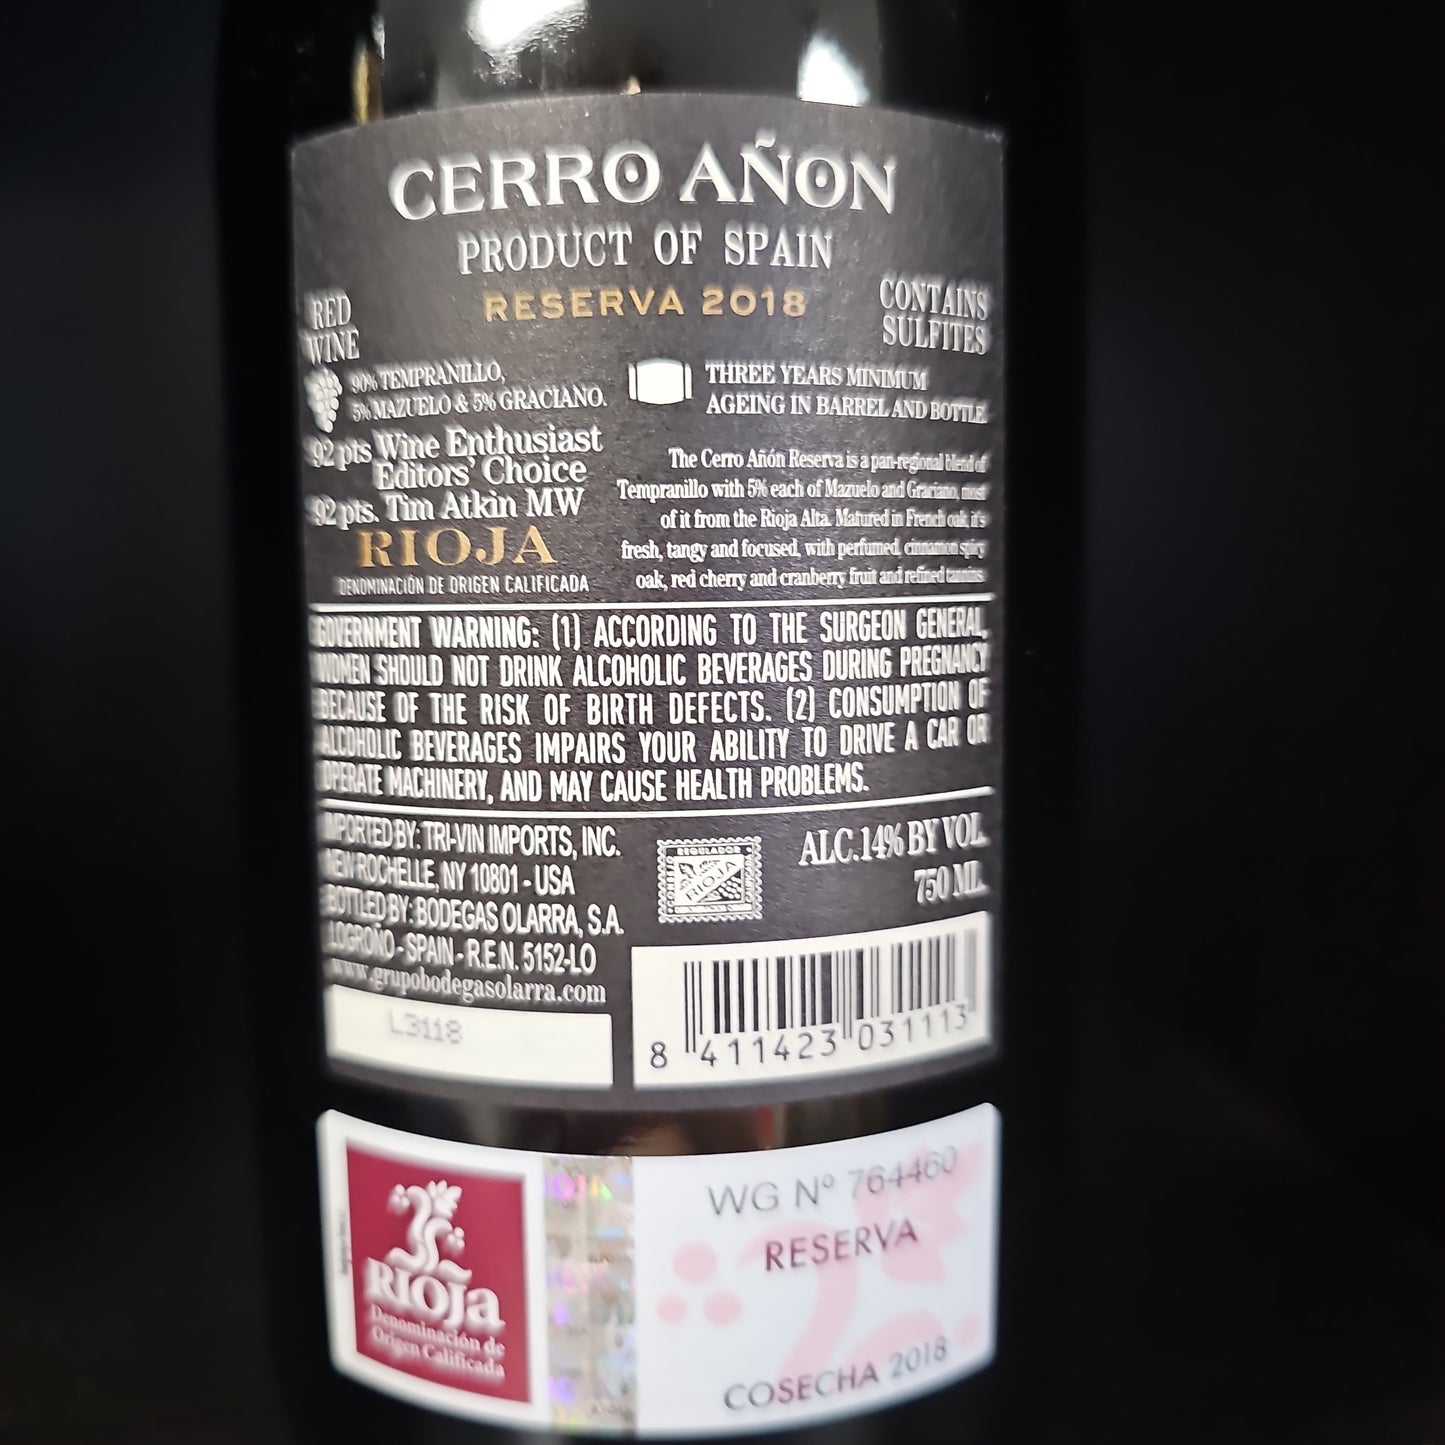 CERRO AÑON
PRODUCT OF SPAIN
RESERVA 2018
RED
WINE
CONTAINS
SULFITES
90% TEMPRANILLO,
5% MAZUELO & 5% GRACIANO.
THREE YEARS MINIMUM
AGEING IN BARREL AND BOTTLE.
92 pts Wine Enthusiast
Editors' Choice
92 pts. Tim Atkin MW
RIOJA
DENOMINACIÓN DE ORIGEN CALIFICADA
The Cerro Añón Reserva is a pan-regional blend of
Tempranillo with 5% each of Mazuelo and Graciano, most
of it from the Rioja Alta. Matured in French oak, it's
fresh, tangy and focused, with perfumed, cinnamon spicy
oak, red cherry and cranberry fruit and refined tannins.
GOVERNMENT WARNING: (1) ACCORDING TO THE SURGEON GENERAL,
WOMEN SHOULD NOT DRINK ALCOHOLIC BEVERAGES DURING PREGNANCY
BECAUSE OF THE RISK OF BIRTH DEFECTS. (2) CONSUMPTION OF
ALCOHOLIC BEVERAGES IMPAIRS YOUR ABILITY TO DRIVE A CAR OR
OPERATE MACHINERY, AND MAY CAUSE HEALTH PROBLEMS.
IMPORTED BY: TRI-VIN IMPORTS, INC.
NEW ROCHELLE, NY 10801 - USA
BOTTLED BY: BODEGAS OLARRA, S.A.
LOGROÑO - SPAIN - R.E.N. 5152-LO
www.grupobodegasolarra.com
REGULADOR
RIOJA
ALC.14% BY VOL.
750 ML.
L3118
8 411423 031113
RIOJA
Denominación de
Origen Calificada
WG Nº 764460
RESERVA
COSECHA 2018